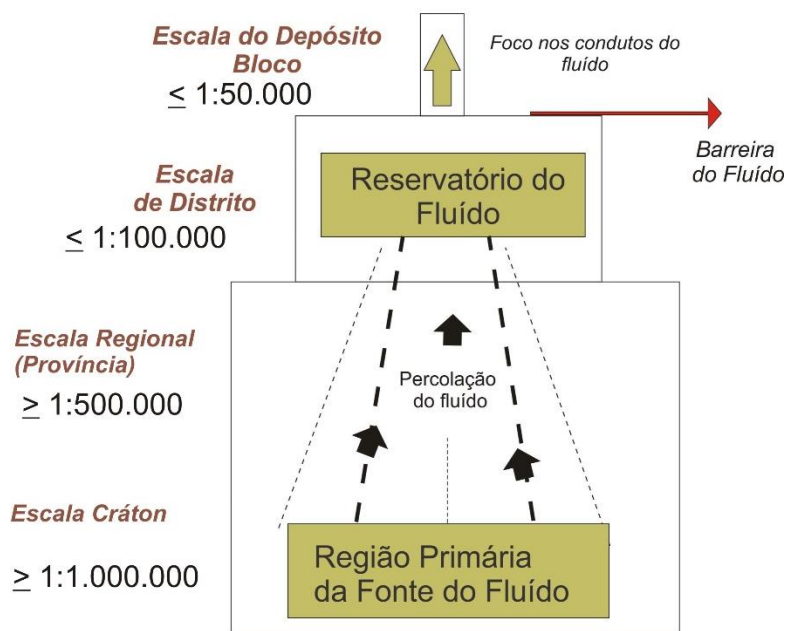 Escala do Depósito
Bloco
≤ 1:50.000
Foco nos condutos do
fluído
Barreira
do Fluído
Escala
de Distrito
≤ 1:100.000
Reservatório do
Fluído
Escala Regional
(Província)
≥ 1:500.000
Percolação
do fluído
Escala Cráton
≥ 1:1.000.000
Região Primária
da Fonte do Fluído